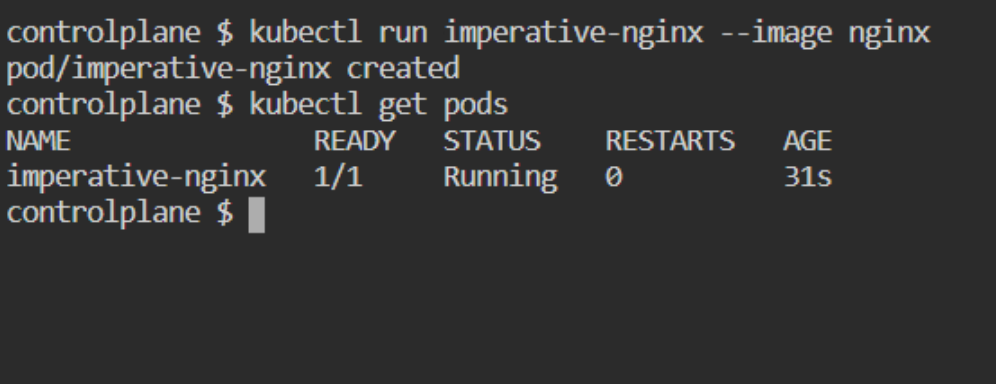 controlplane $ kubectl run imperative-nginx --image nginx
pod/imperative-nginx created
controlplane $ kubectl get pods
NAME               READY   STATUS    RESTARTS   AGE
imperative-nginx   1/1     Running   0          31s
controlplane $